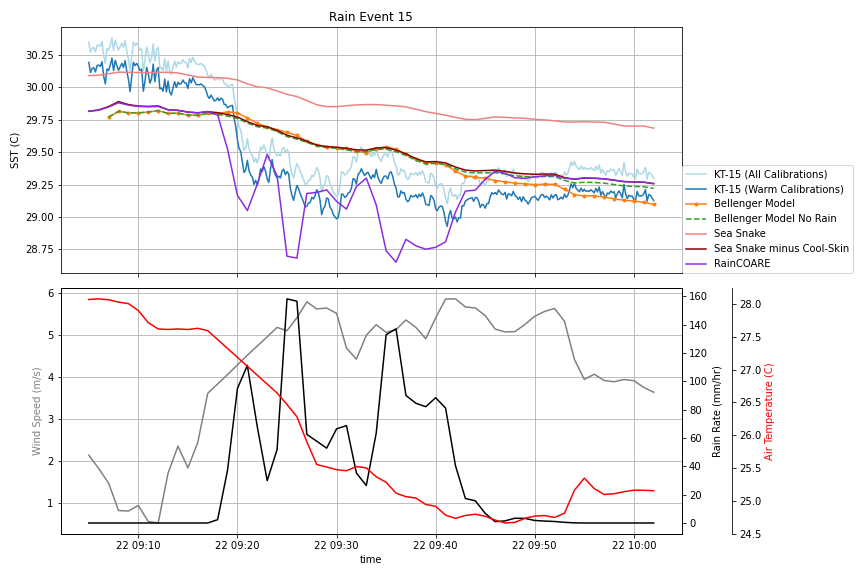 Rain Event 15
SST (C)
30.25
30.00
29.75
29.50
29.25
29.00
28.75
KT-15 (All Calibrations)
KT-15 (Warm Calibrations)
Bellenger Model
Bellenger Model No Rain
Sea Snake
Sea Snake minus Cool-Skin
RainCOARE
Wind Speed (m/s)
6
5
4
3
2
1
160
140
120
100
80
60
40
20
0
Rain Rate (mm/hr)
28.0
27.5
27.0
26.5
26.0
25.5
25.0
24.5
Air Temperature (C)
22 09:10 22 09:20 22 09:30 22 09:40 22 09:50 22 10:00
time